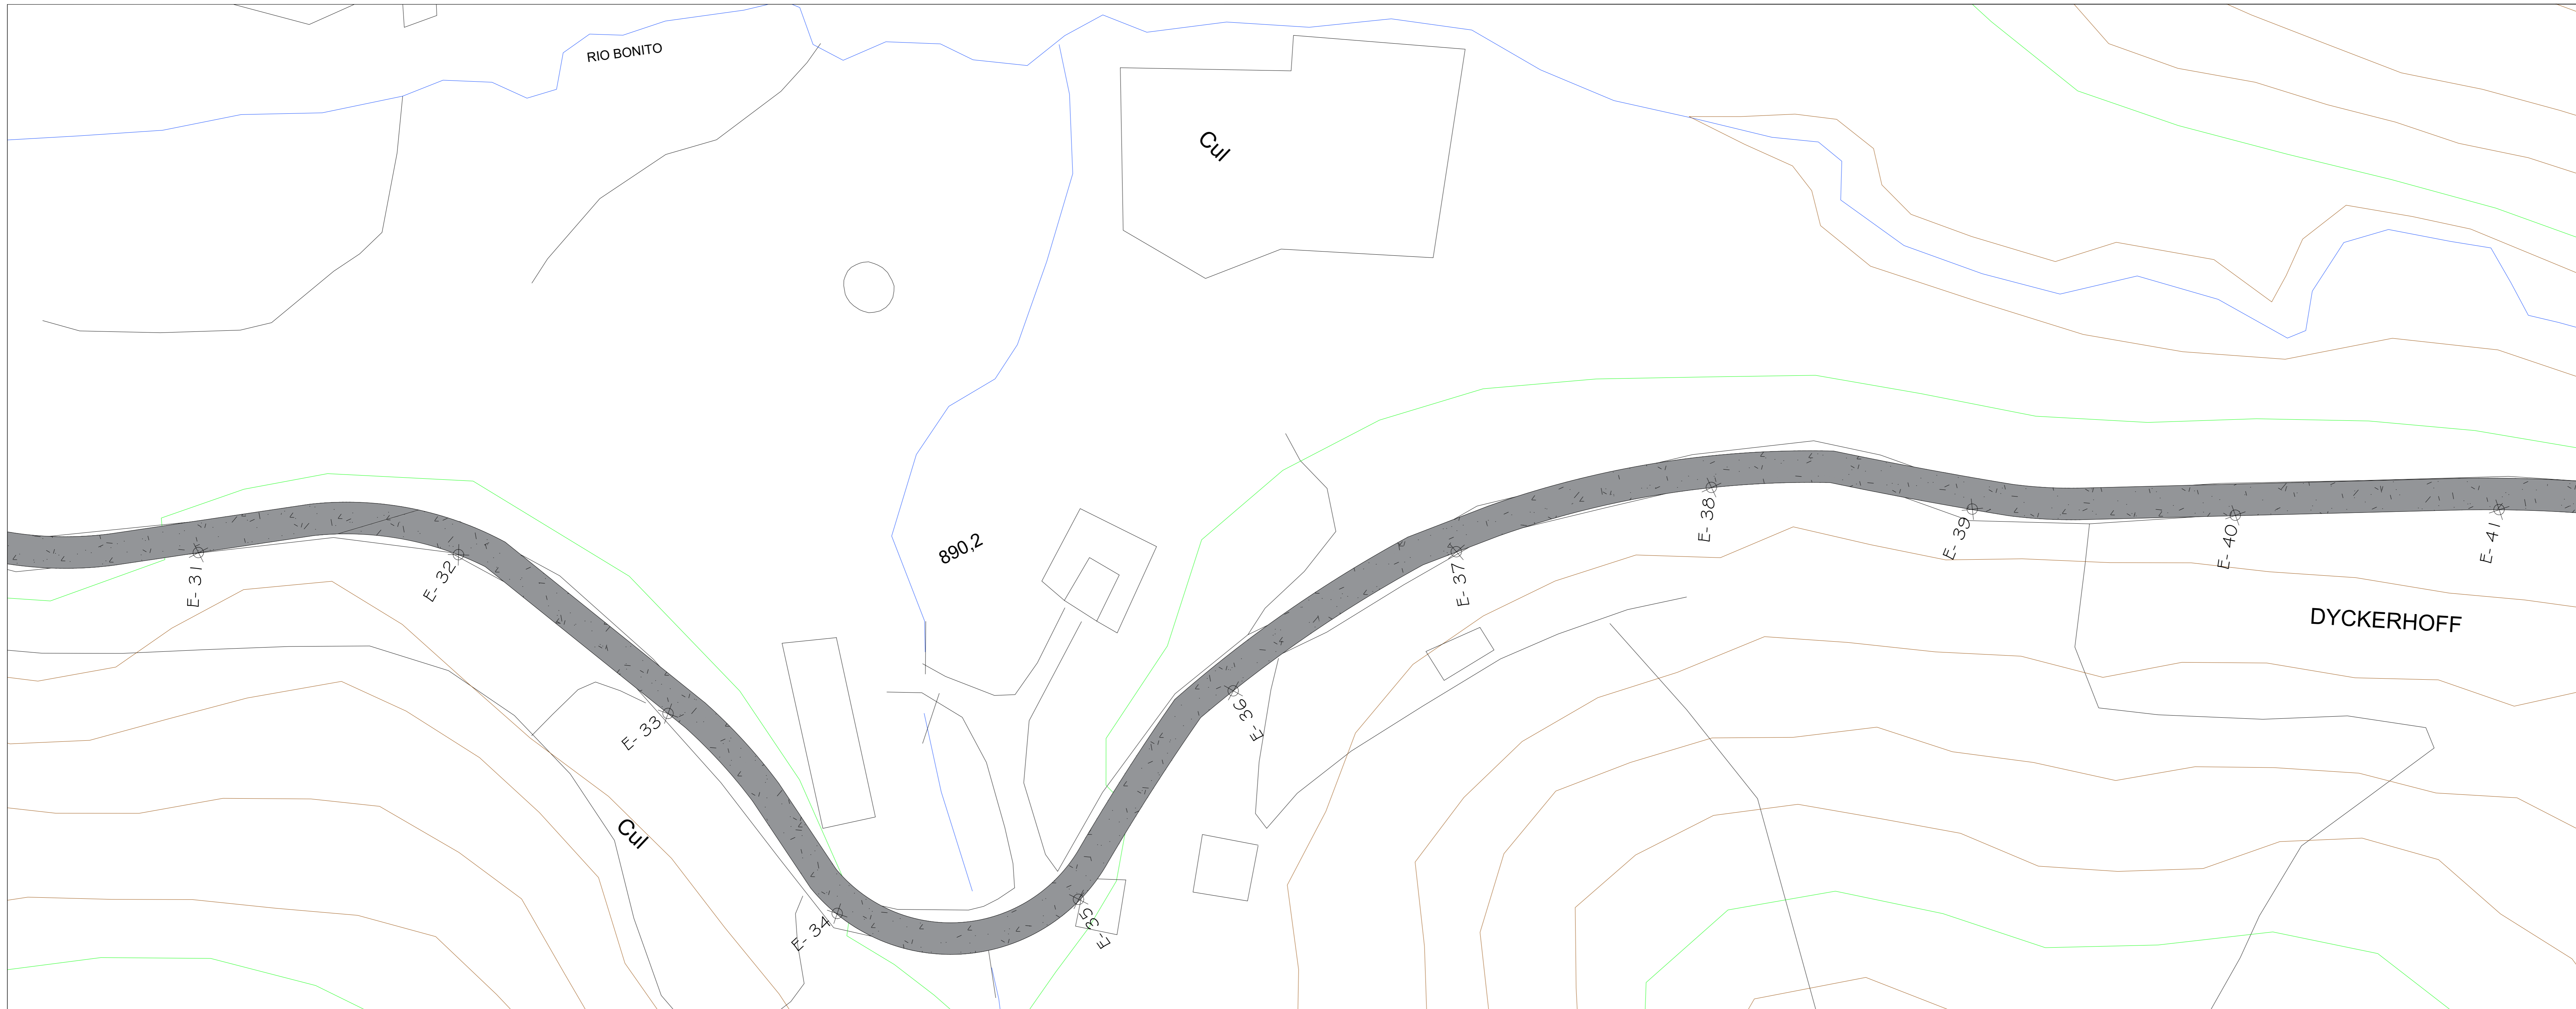 RIO BONITO
Cul
890,2
E- 31
E- 32
E- 33
E- 34
E- 35
E- 36
E- 37
E- 38
E- 39
E- 40
E- 41
DYCKERHOFF
Cul